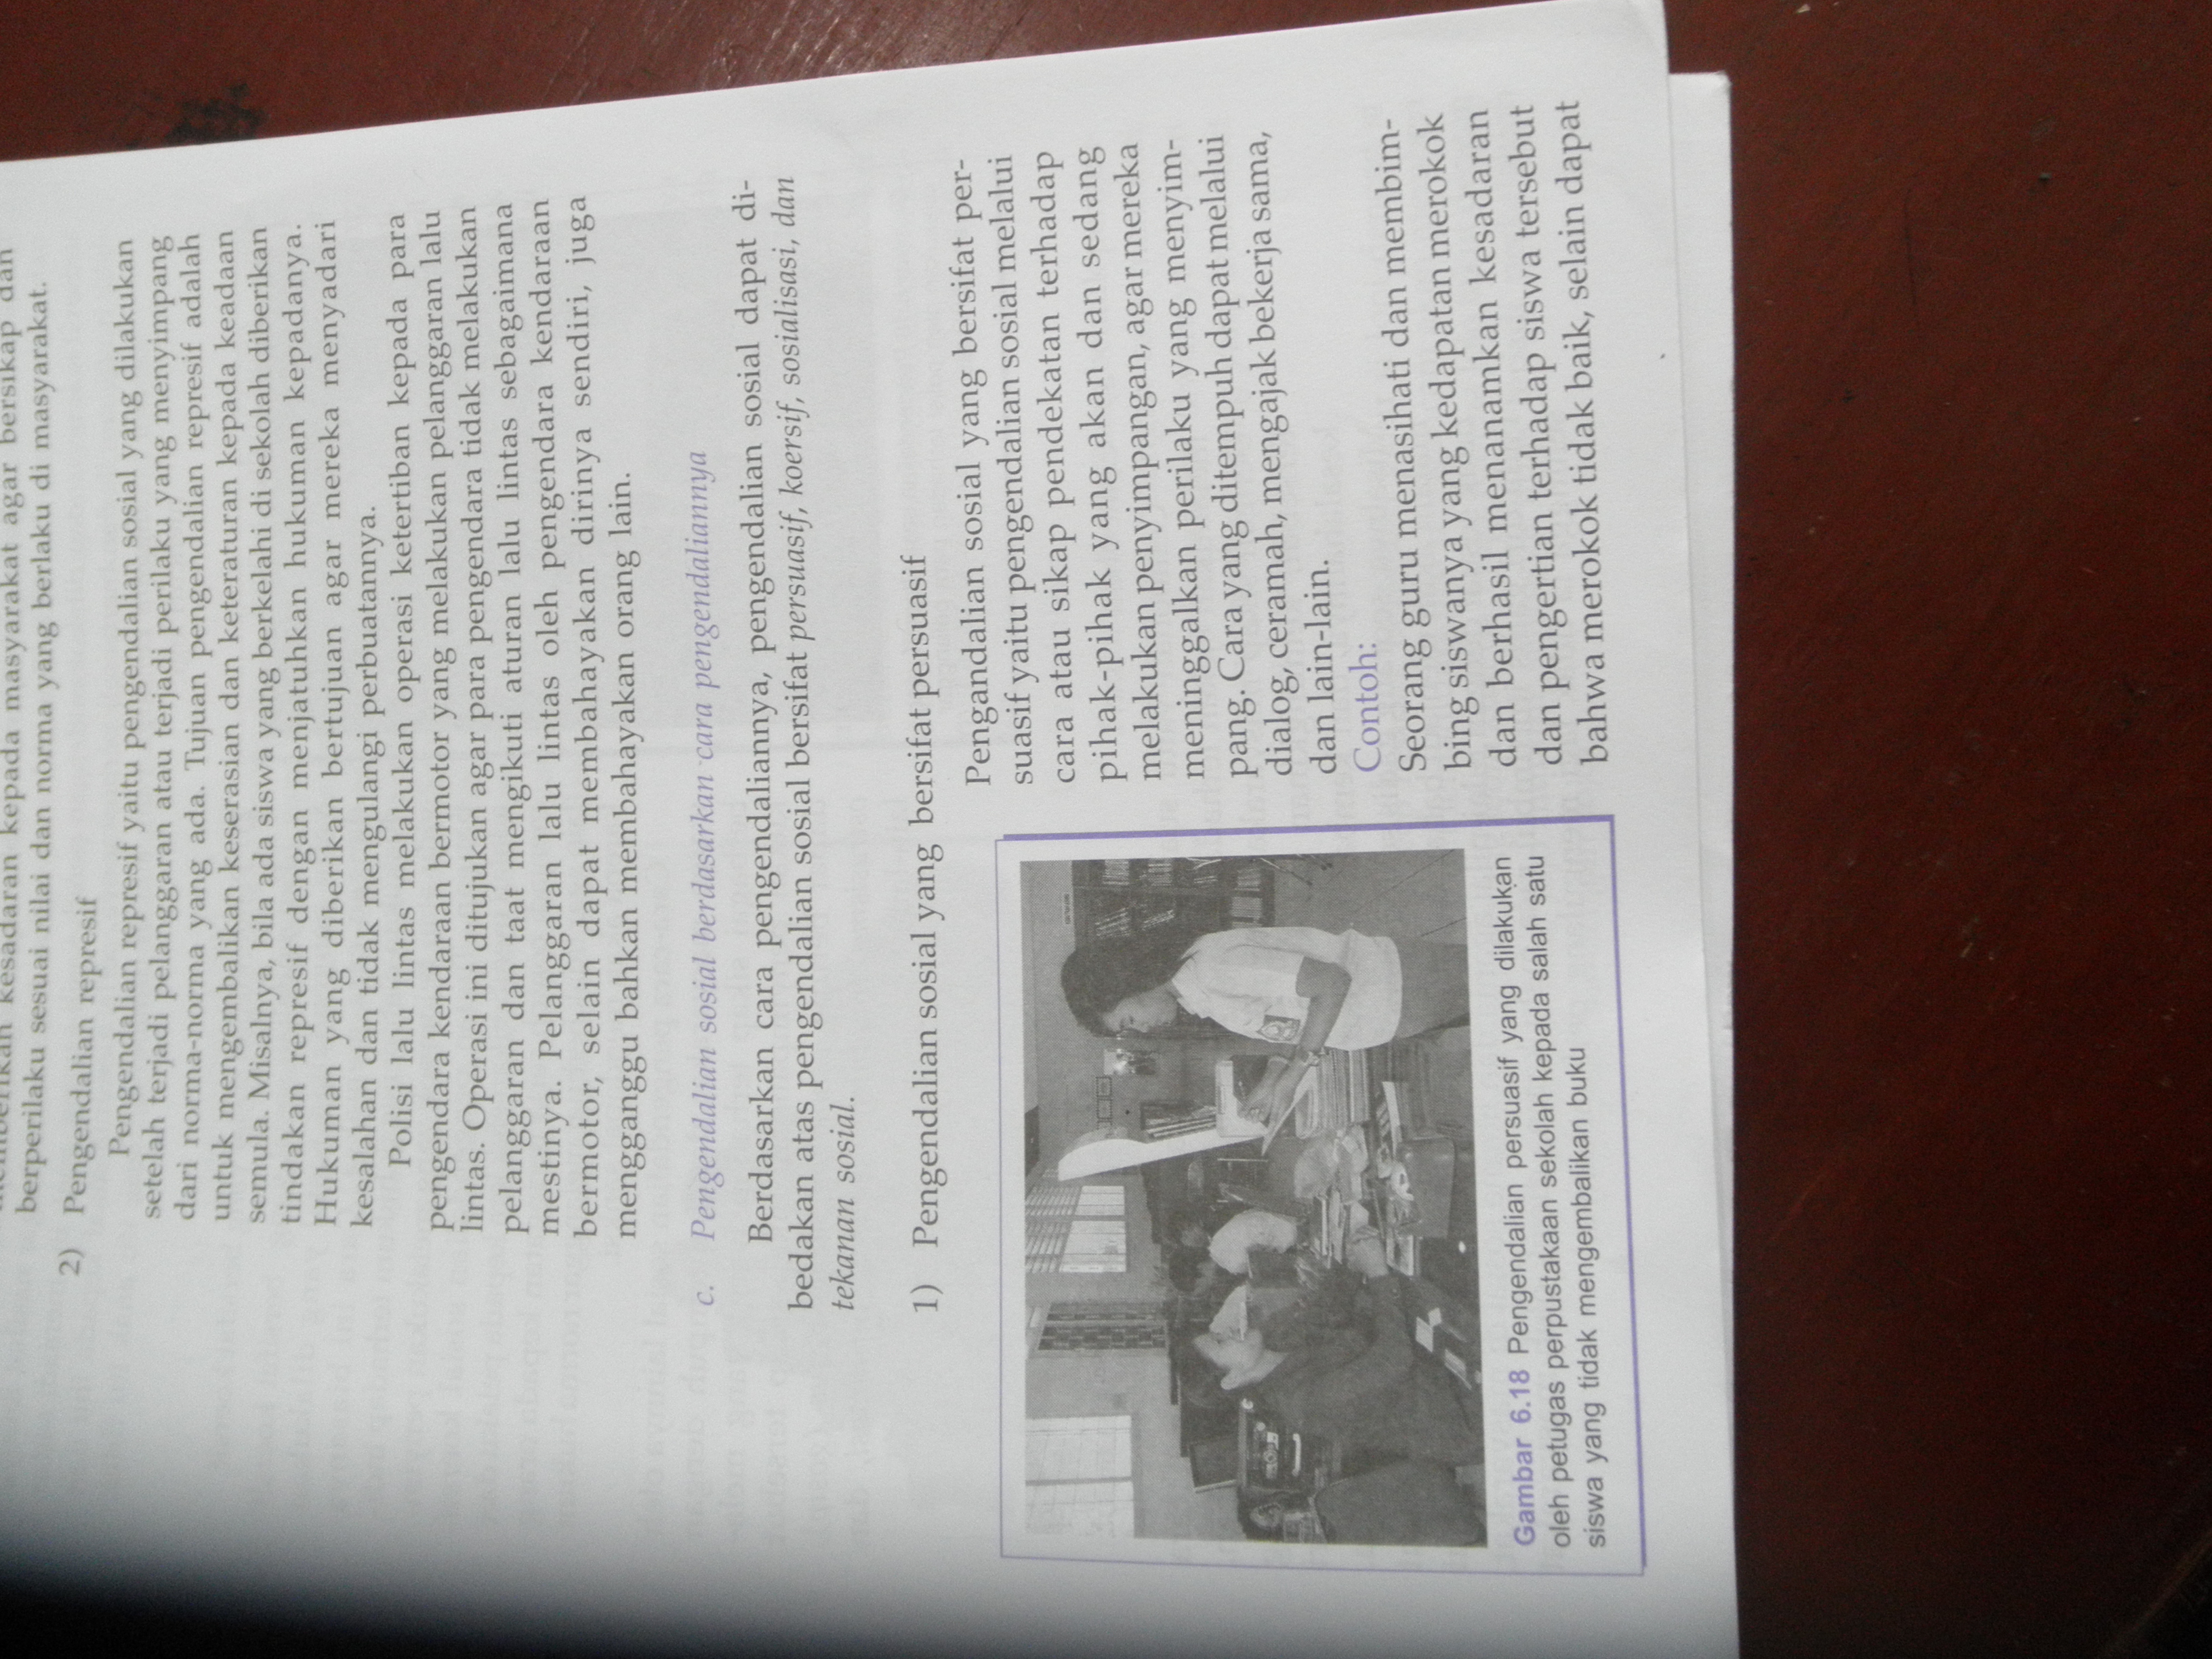 kesadaran kepada masyarakat agar bersikap dan
berperilaku sesuai nilai dan norma yang berlaku di masyarakat.
2) Pengendalian represif
Pengendalian represif yaitu pengendalian sosial yang dilakukan
setelah terjadi pelanggaran atau terjadi perilaku yang menyimpang
dari norma-norma yang ada. Tujuan pengendalian represif adalah
untuk mengembalikan keserasian dan keteraturan kepada keadaan
semula. Misalnya, bila ada siswa yang berkelahi di sekolah diberikan
tindakan represif dengan menjatuhkan hukuman kepadanya.
Hukuman yang diberikan bertujuan agar mereka menyadari
kesalahan dan tidak mengulangi perbuatannya.
Polisi lalu lintas melakukan operasi ketertiban kepada para
pengendara kendaraan bermotor yang melakukan pelanggaran lalu
lintas. Operasi ini ditujukan agar para pengendara tidak melakukan
pelanggaran dan taat mengikuti aturan lalu lintas sebagaimana
mestinya. Pelanggaran lalu lintas oleh pengendara kendaraan
bermotor, selain dapat membahayakan dirinya sendiri, juga
mengganggu bahkan membahayakan orang lain.
c. Pengendalian sosial berdasarkan cara pengendaliannya
Berdasarkan cara pengendaliannya, pengendalian sosial dapat di-
bedakan atas pengendalian sosial bersifat persuasif, koersif, sosialisasi, dan
tekanan sosial.
1) Pengendalian sosial yang bersifat persuasif
Pengandalian sosial yang bersifat per-
suasif yaitu pengendalian sosial melalui
cara atau sikap pendekatan terhadap
pihak-pihak yang akan dan sedang
melakukan penyimpangan, agar mereka
meninggalkan perilaku yang menyim-
pang. Cara yang ditempuh dapat melalui
dialog, ceramah, mengajak bekerja sama,
dan lain-lain.
Contoh:
Seorang guru menasihati dan membim-
bing siswanya yang kedapatan merokok
dan berhasil menanamkan kesadaran
dan pengertian terhadap siswa tersebut
bahwa merokok tidak baik, selain dapat
Gambar 6.18 Pengendalian persuasif yang dilakukan
oleh petugas perpustakaan sekolah kepada salah satu
siswa yang tidak mengembalikan buku